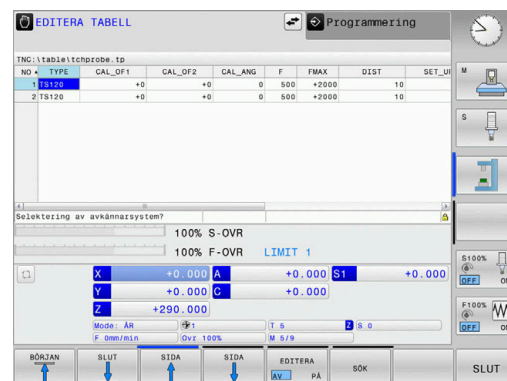 EDITERA TABELL
Programmering
TNC:\table\tchprobe.tp
NO TYPE CAL_OF1 CAL_OF2 CAL_ANG F FMAX DIST SET_UP
1 TS120 +0 +0 0 500 +2000 10
2 TS120 +0 +0 0 500 +2000 10
Selektering av avkännarsystem?
100% S-OVR
100% F-OVR LIMIT 1
X +0.000 A +0.000 S1 +0.000
Y +0.000 C +0.000
Z +290.000
Mode: ÄR 1 T 5 Z S 0
F 0mm/min Ovr 100% M 5/9
M
S
S100%
OFF
F100%
OFF
BÖRJAN SLUT SIDA SIDA EDITERA SÖK SLUT
AV PÅ